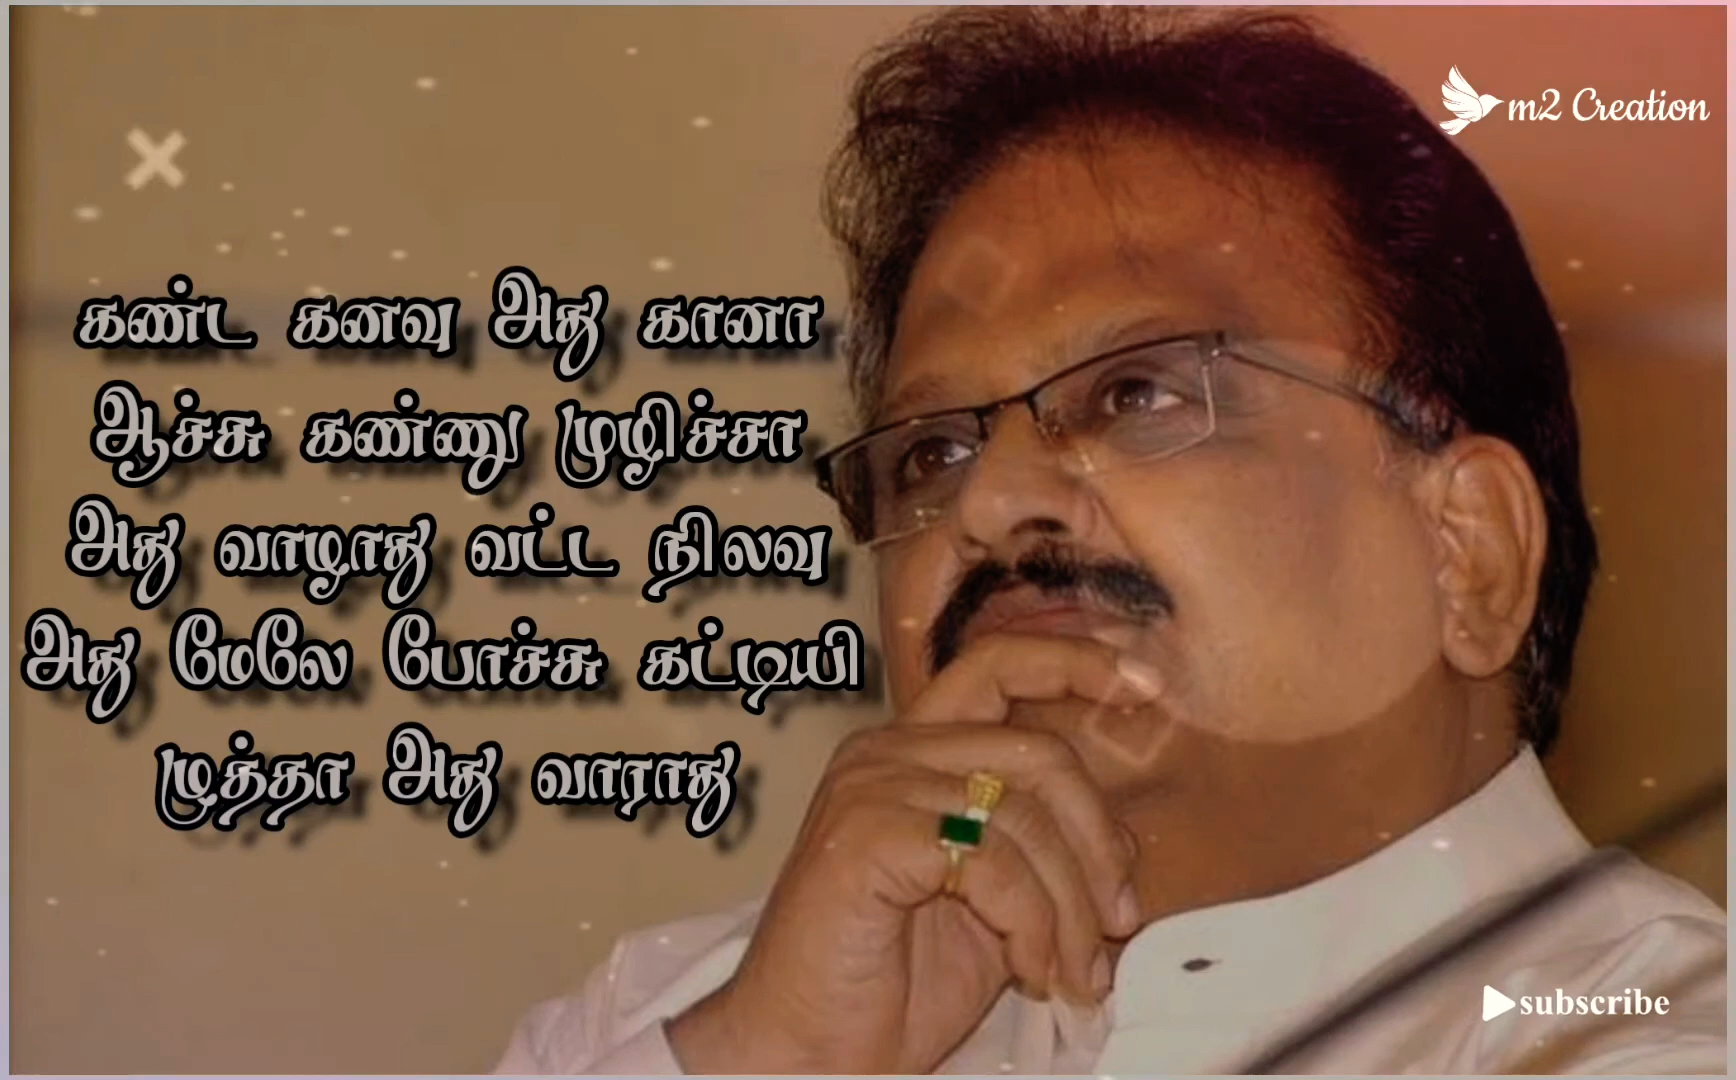 m2 Creation
கண்ட கனவு அது கானா
ஆச்சு கண்ணு முழிச்சா
அது வாழாது வட்ட நிலவு
அது மேலே போச்சு கட்டியி
ழுத்தா அது வாராது
subscribe